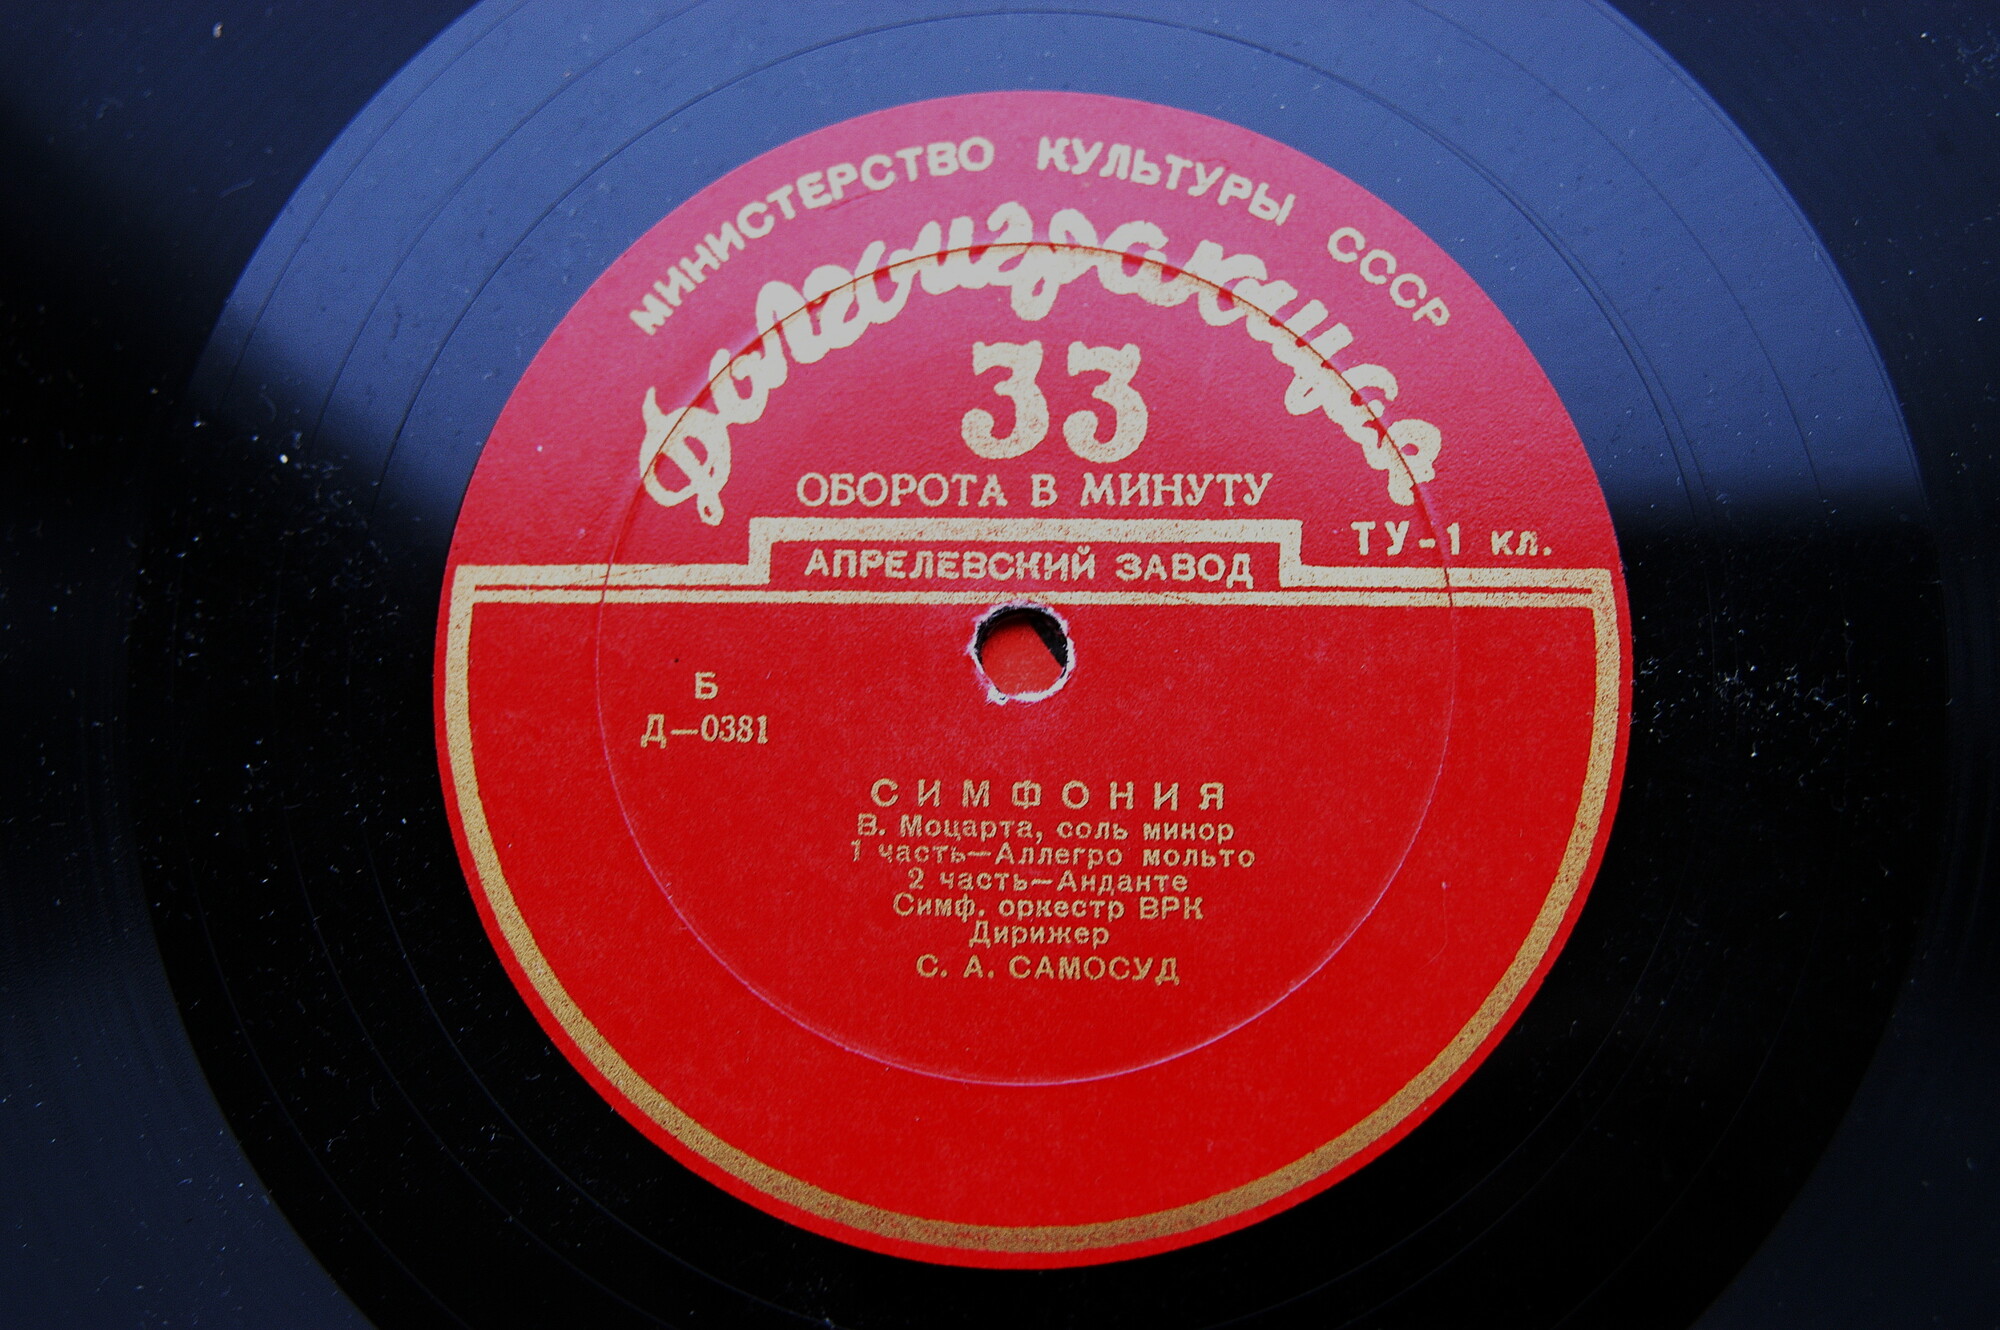 МИНИСТЕРСТВО КУЛЬТУРЫ СССР
Долгоиграющая
33
ОБОРОТА В МИНУТУ
ТУ-1 кл.
АПРЕЛЕВСКИЙ ЗАВОД
Б
Д—0381
СИМФОНИЯ
В. Моцарта, соль минор
1 часть—Аллегро мольто
2 часть—Анданте
Симф. оркестр ВРК
Дирижер
С. А. САМОСУД